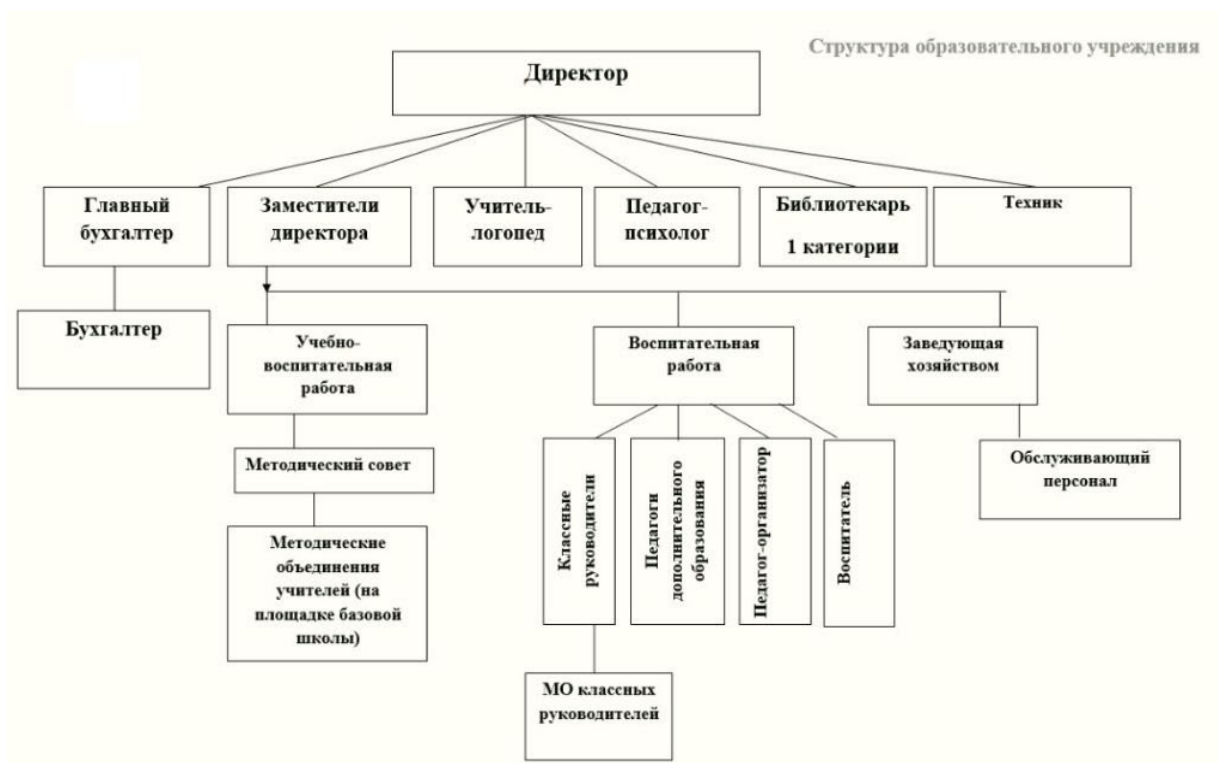 Структура образовательного учреждения
Директор
Главный
бухгалтер
Заместители
директора
Учитель-
логопед
Педагог-
психолог
Библиотекарь
1 категории
Техник
Бухгалтер
Учебно-
воспитательная
работа
Воспитательная
работа
Заведующая
хозяйством
Методический совет
Методические
объединения
учителей (на
площадке базовой
школы)
Классные
руководители
Педагоги
дополнительного
образования
Педагог-организатор
Воспитатель
Обслуживающий
персонал
МО классных
руководителей